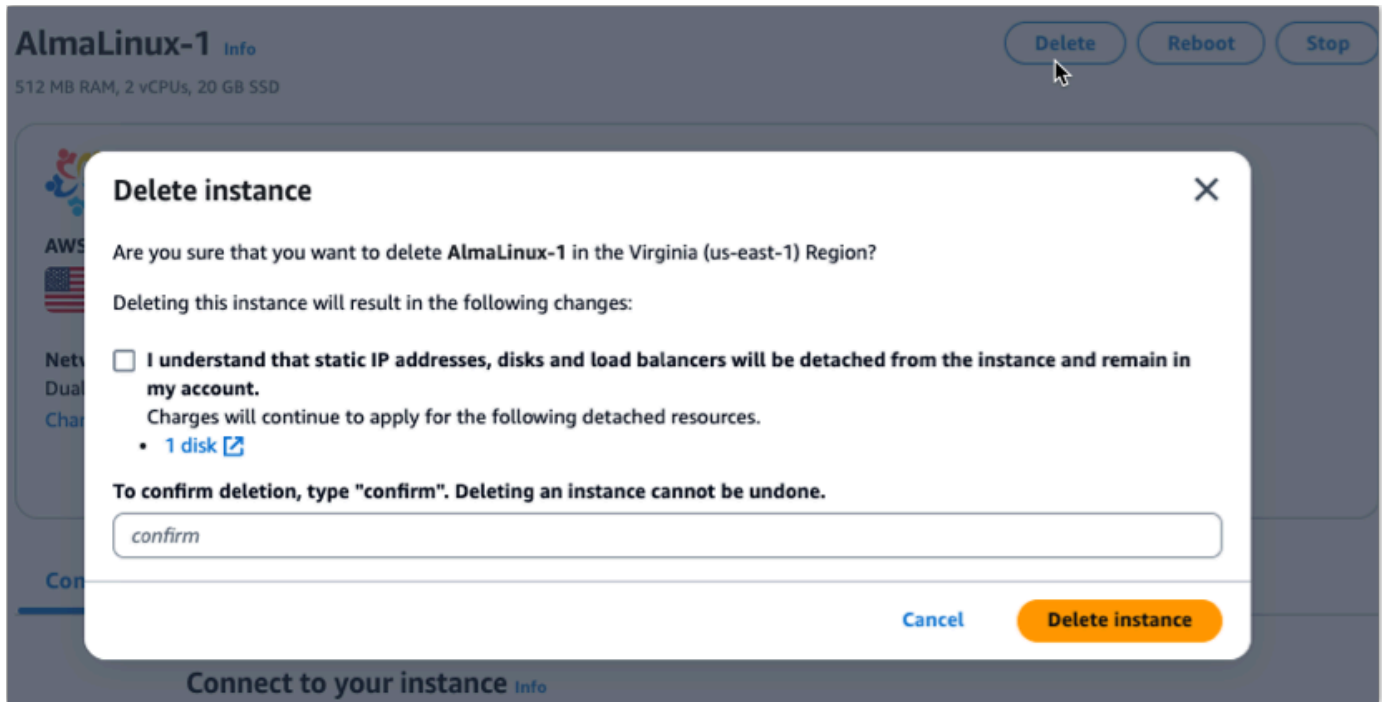 AlmaLinux-1 Info
Delete
Reboot
Stop
512 MB RAM, 2 vCPUs, 20 GB SSD
AWS
Delete instance
Are you sure that you want to delete AlmaLinux-1 in the Virginia (us-east-1) Region?
Deleting this instance will result in the following changes:
I understand that static IP addresses, disks and load balancers will be detached from the instance and remain in
my account.
Charges will continue to apply for the following detached resources.
• 1 disk
Dual
To confirm deletion, type "confirm". Deleting an instance cannot be undone.
confirm
Cancel
Delete instance
Connect to your instance Info